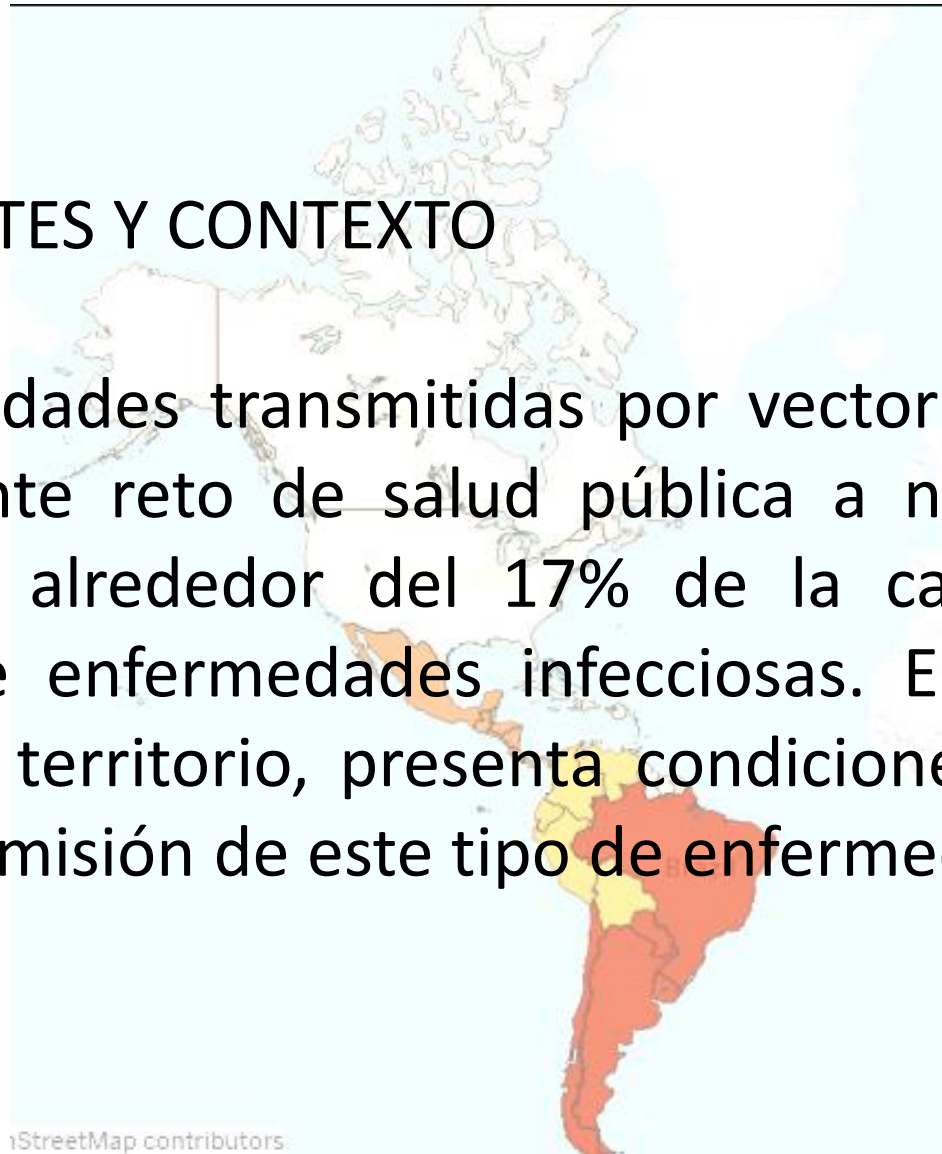 TES Y CONTEXTO
dades transmitidas por vector
nte reto de salud pública a n
alrededor del 17% de la ca
e enfermedades infecciosas. E
territorio, presenta condicione
misión de este tipo de enferme
nStreetMap contributors